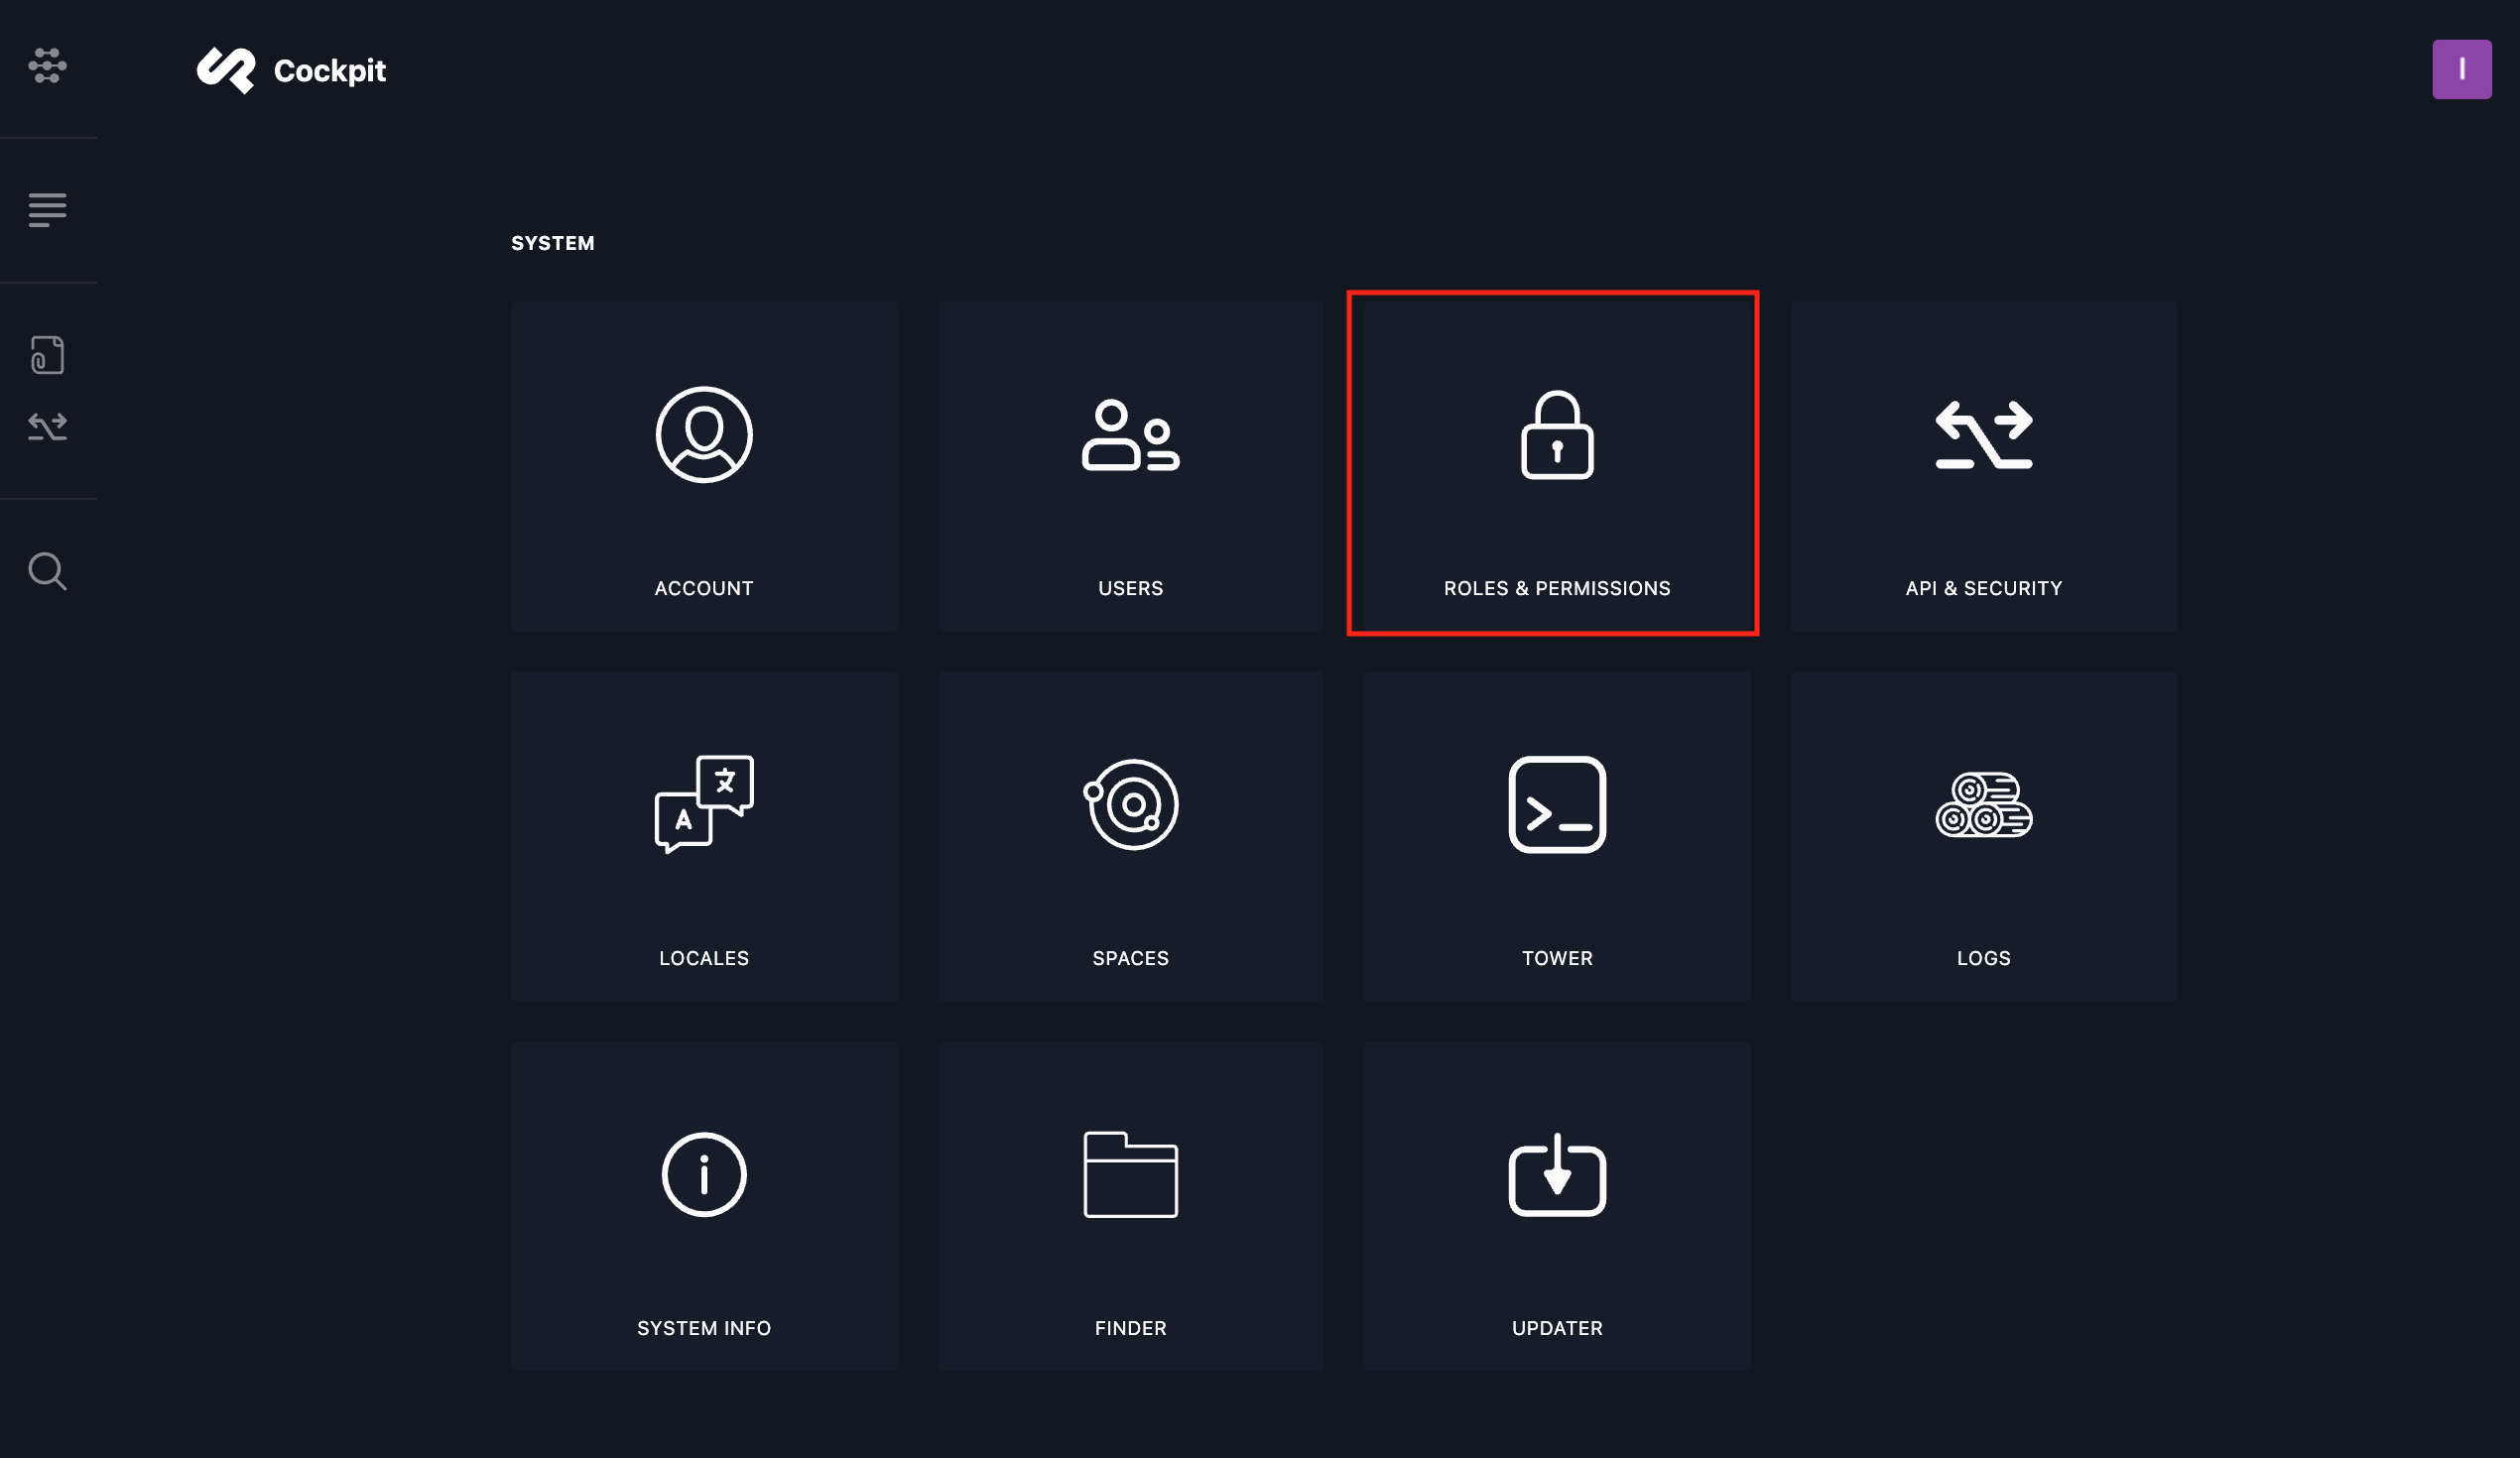 Cockpit
I
SYSTEM
ACCOUNT
USERS
ROLES & PERMISSIONS
API & SECURITY
LOCALES
SPACES
TOWER
LOGS
SYSTEM INFO
FINDER
UPDATER